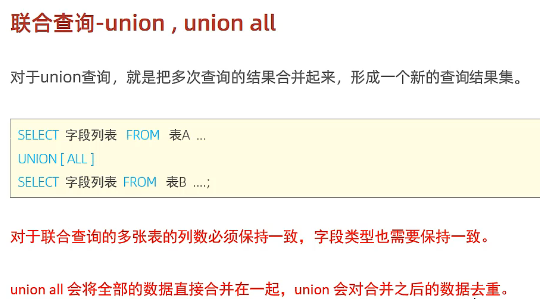 联合查询-union , union all
对于union查询，就是把多次查询的结果合并起来，形成一个新的查询结果集。
SELECT 字段列表 FROM 表A ...
UNION [ ALL ]
SELECT 字段列表 FROM 表B ....;
对于联合查询的多张表的列数必须保持一致，字段类型也需要保持一致。
union all 会将全部的数据直接合并在一起，union 会对合并之后的数据去重。